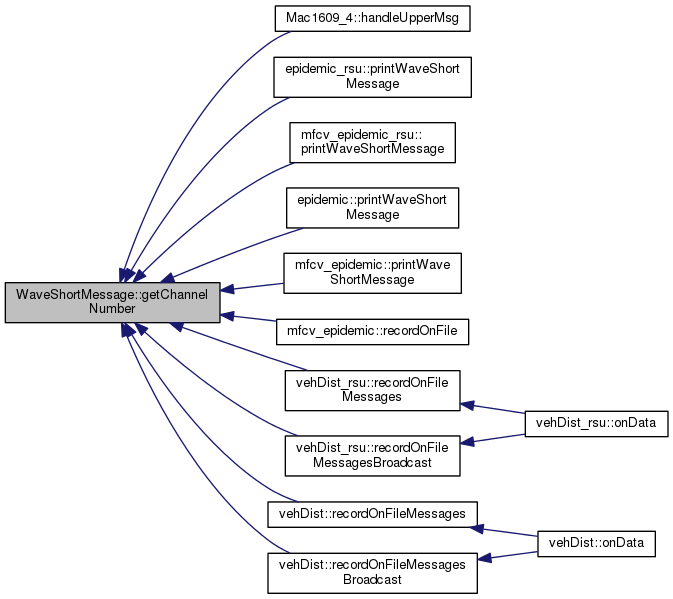 Mac1609_4::handleUpperMsg
epidemic_rsu::printWaveShort
Message
mfcv_epidemic_rsu::
printWaveShortMessage
epidemic::printWaveShort
Message
mfcv_epidemic::printWave
ShortMessage
WaveShortMessage::getChannel
Number
mfcv_epidemic::recordOnFile
vehDist_rsu::recordOnFile
Messages
vehDist_rsu::onData
vehDist_rsu::recordOnFile
MessagesBroadcast
vehDist::recordOnFileMessages
vehDist::onData
vehDist::recordOnFileMessages
Broadcast